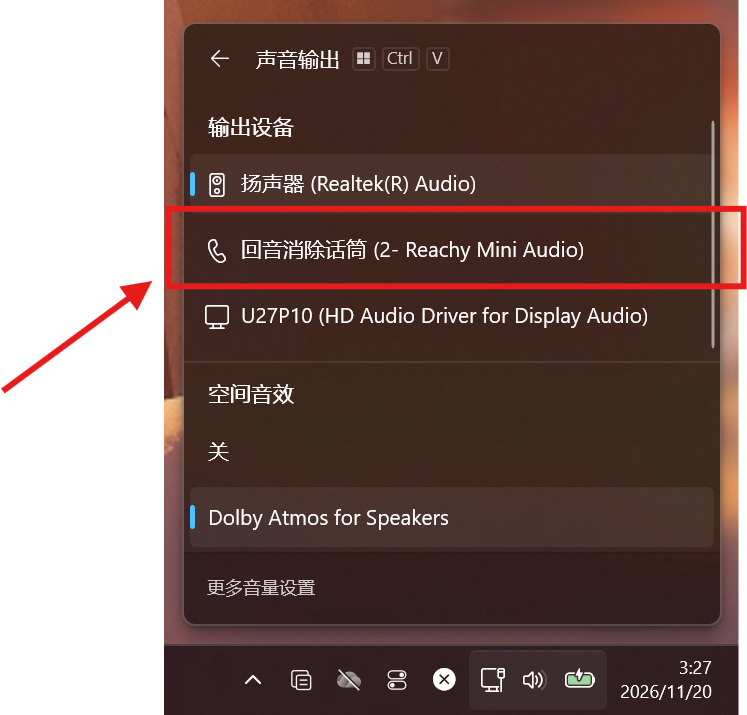 声音输出 Ctrl V
输出设备
扬声器 (Realtek(R) Audio)
回音消除话筒 (2- Reachy Mini Audio)
U27P10 (HD Audio Driver for Display Audio)
空间音效
关
Dolby Atmos for Speakers
更多音量设置
3:27
2026/11/20